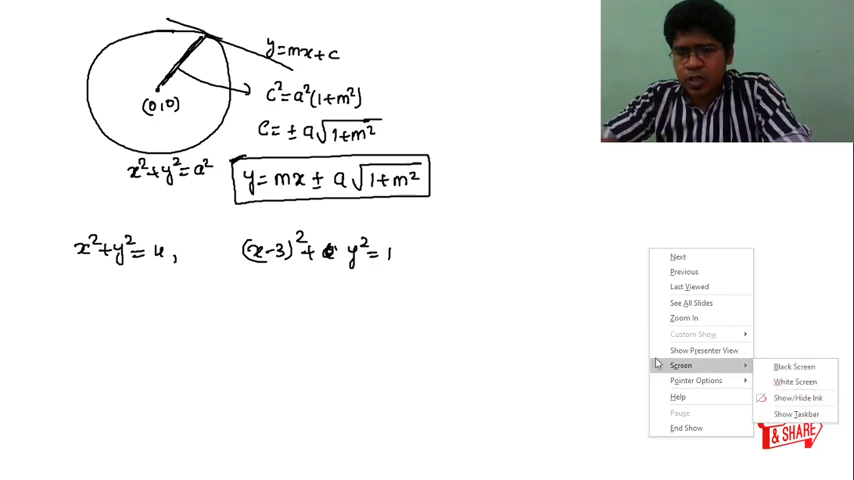 y=mx+c
(0,0)
c²=a²(1+m²)
c=±a√1+m²
x²+y²=a²
y=mx±a√1+m²
x²+y²=4,
(x-3)²+ y²=1
Next
Previous
Last Viewed
See All Slides
Zoom In
Custom Show
Show Presenter View
Screen
Pointer Options
Help
Pause
End Show
Black Screen
White Screen
Show/Hide Ink
Show Taskbar
& SHARE